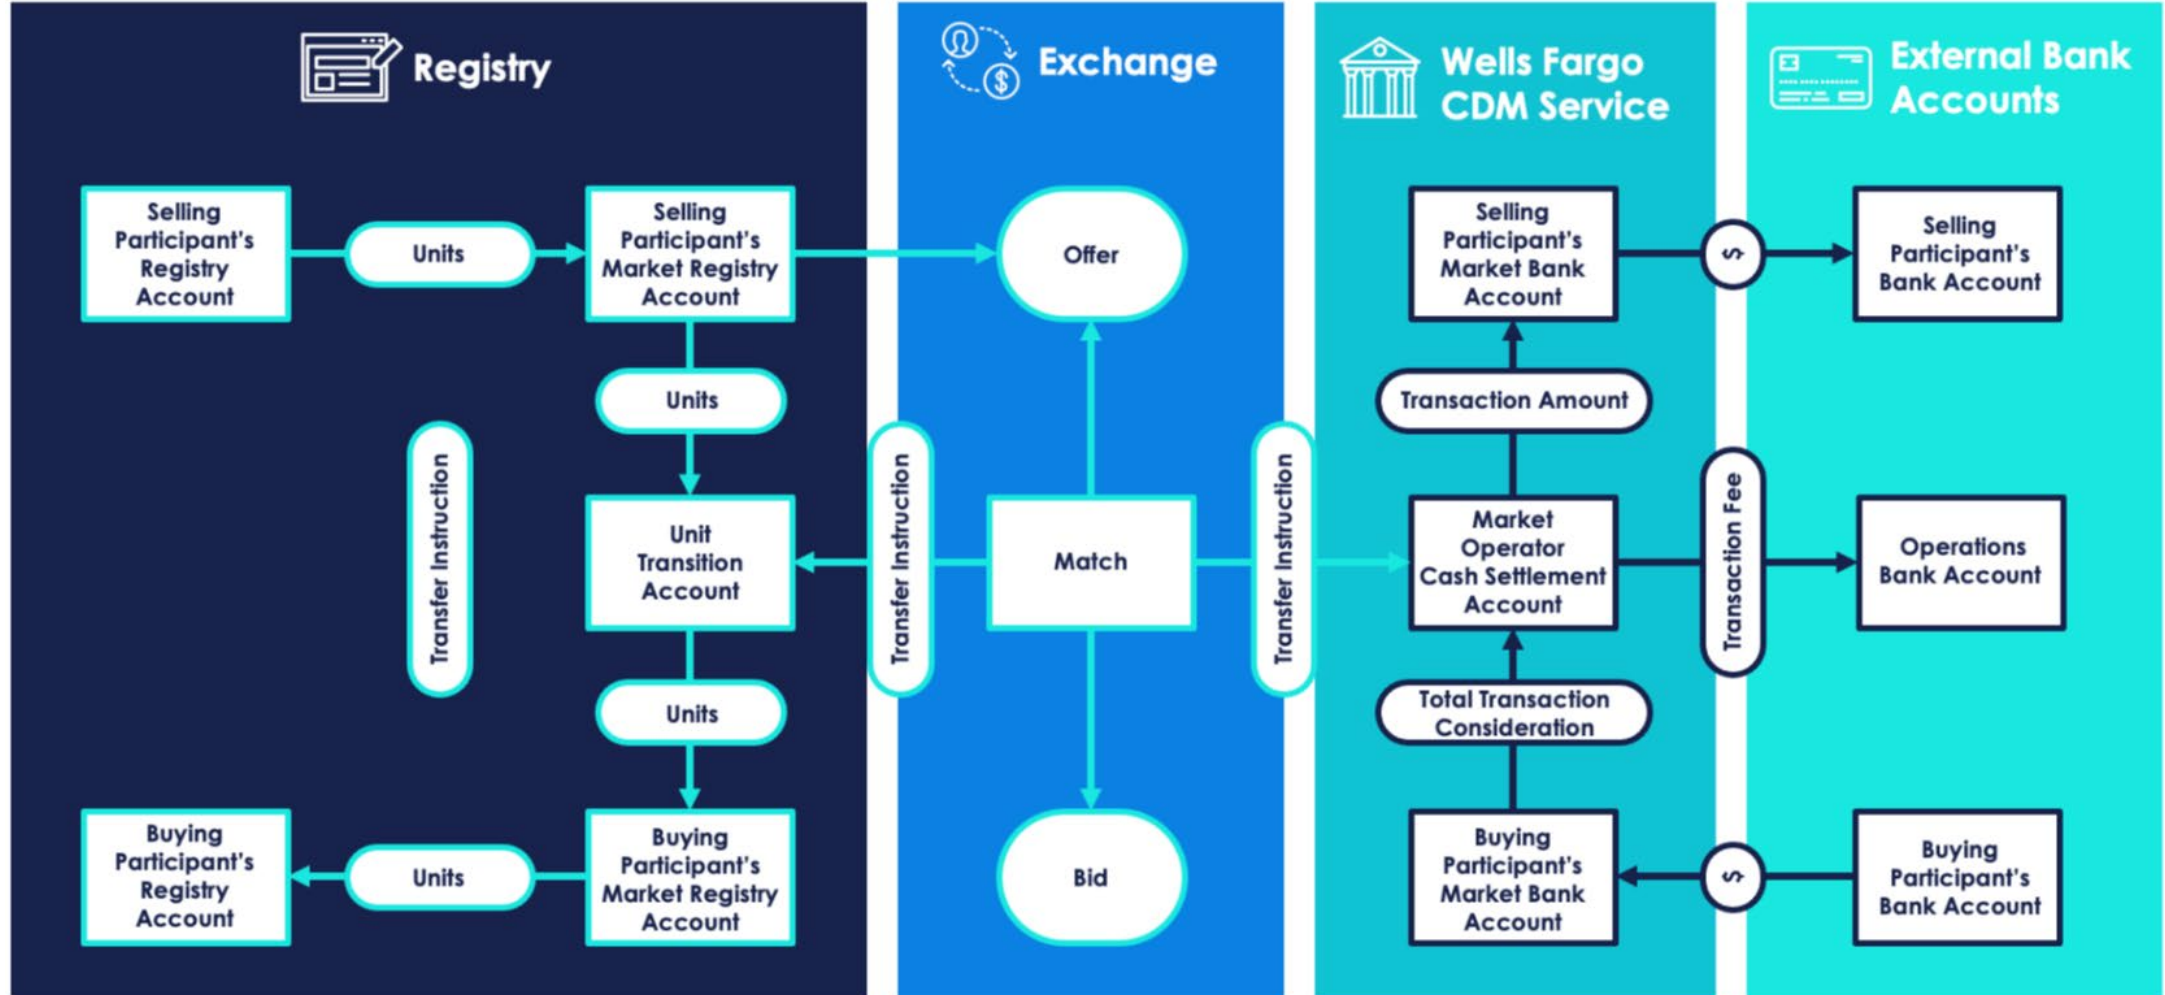 Registry
Selling
Participant's
Registry
Account
Units
Selling
Participant's
Market Registry
Account
Units
Transfer Instruction
Unit
Transition
Account
Units
Buying
Participant's
Registry
Account
Units
Buying
Participant's
Market Registry
Account
Transfer Instruction
Exchange
Offer
Match
Bid
Transfer Instruction
Wells Fargo
CDM Service
Selling
Participant's
Market Bank
Account
Transaction Amount
Market
Operator
Cash Settlement
Account
Total Transaction
Consideration
Buying
Participant's
Market Bank
Account
$
Transaction Fee
$
External Bank
Accounts
Selling
Participant's
Bank Account
Operations
Bank Account
Buying
Participant's
Bank Account